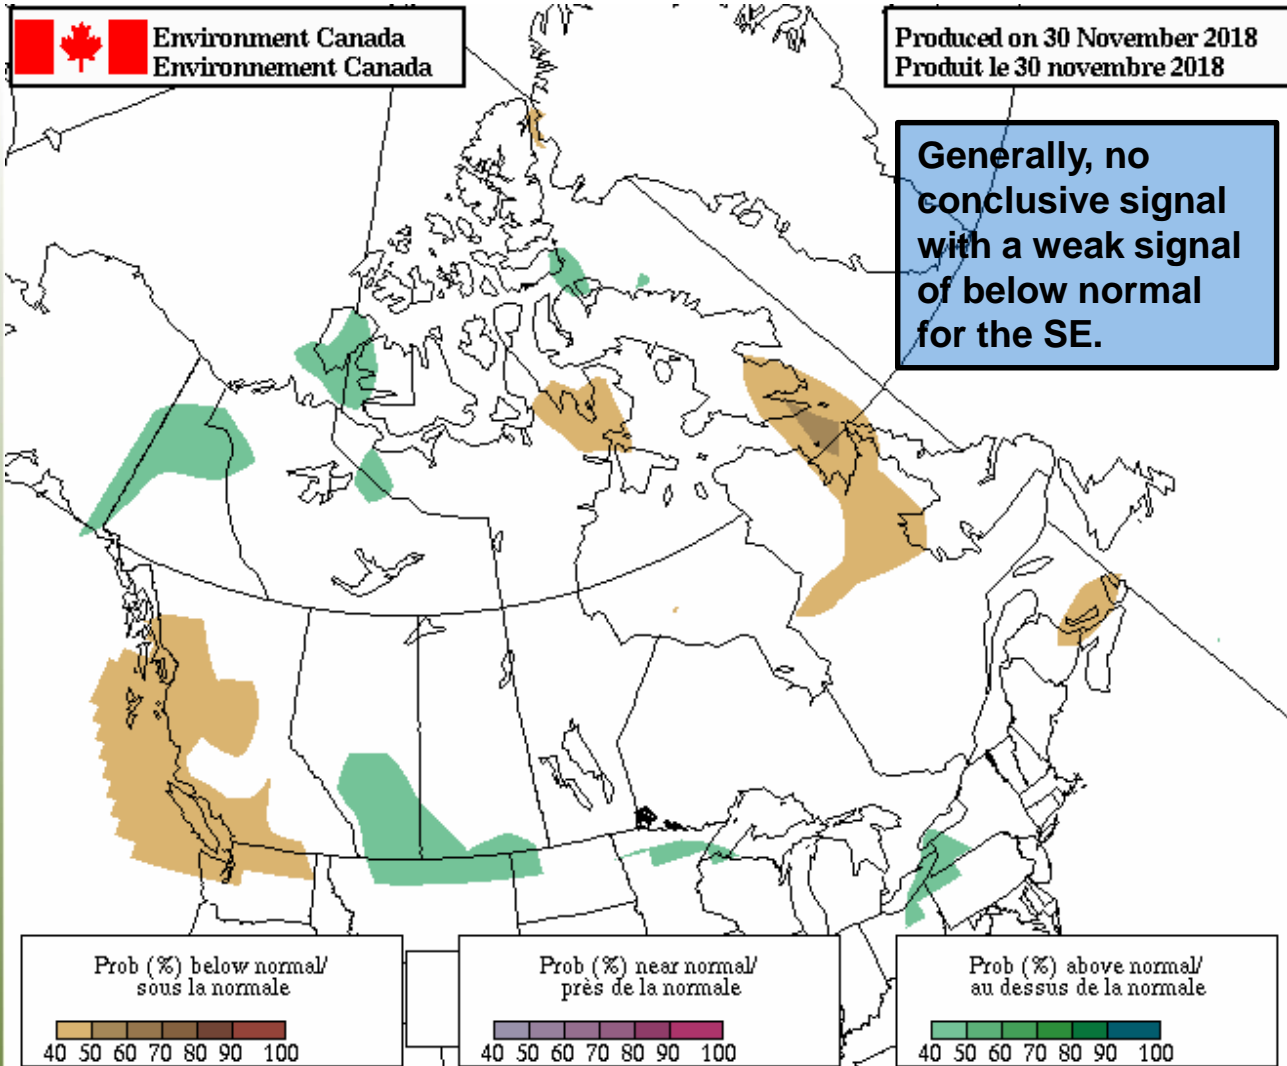 Environment Canada
Environnement Canada
Produced on 30 November 2018
Produit le 30 novembre 2018
Generally, no
conclusive signal
with a weak signal
of below normal
for the SE.
Prob (%) below normal/
sous la normale
40 50 60 70 80 90 100
Prob (%) near normal/
près de la normale
40 50 60 70 80 90 100
Prob (%) above normal/
au dessus de la normale
40 50 60 70 80 90 100